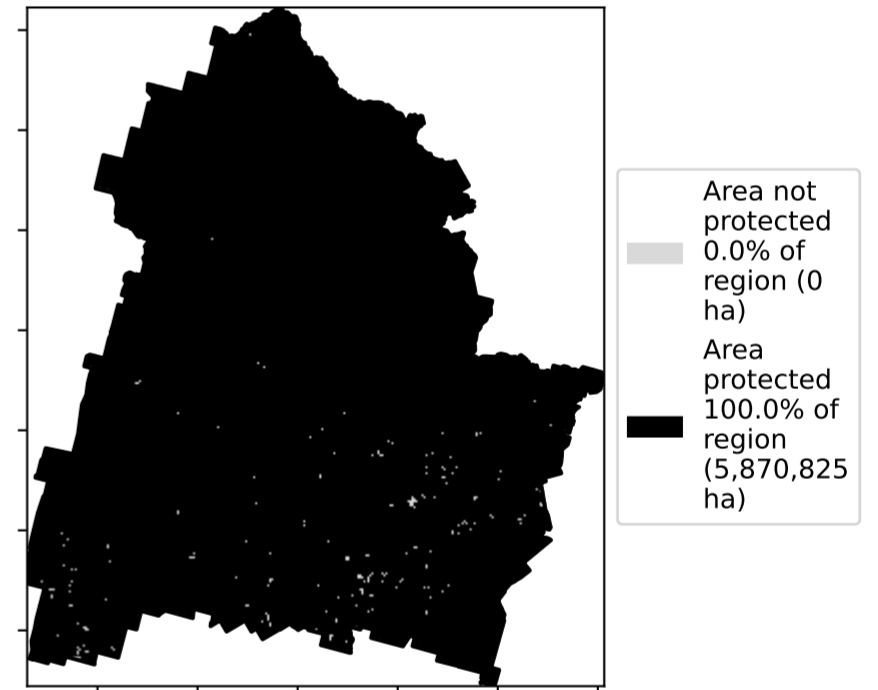 Area not
protected
0.0% of
region (0
ha)
Area
protected
100.0% of
region
(5,870,825
ha)